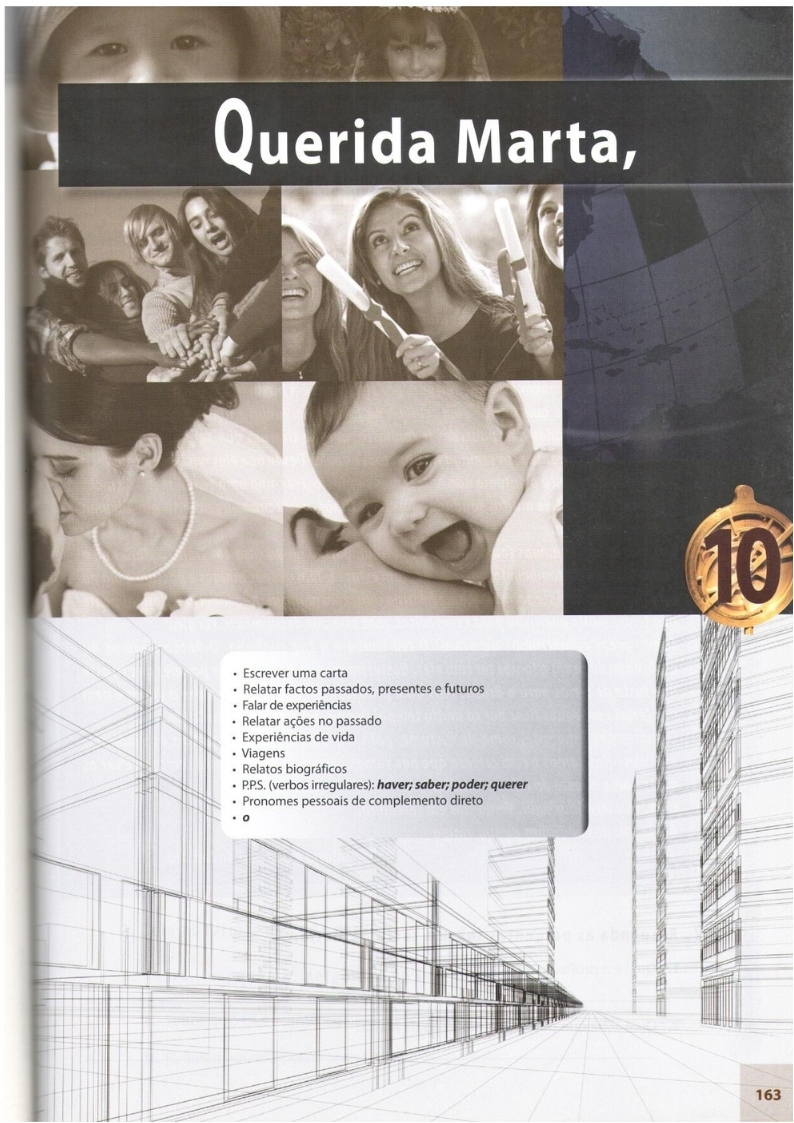 Querida Marta,
10
• Escrever uma carta
• Relatar factos passados, presentes e futuros
• Falar de experiências
• Relatar ações no passado
• Experiências de vida
• Viagens
• Relatos biográficos
• P.P.S. (verbos irregulares): haver; saber; poder; querer
• Pronomes pessoais de complemento direto
• o
163